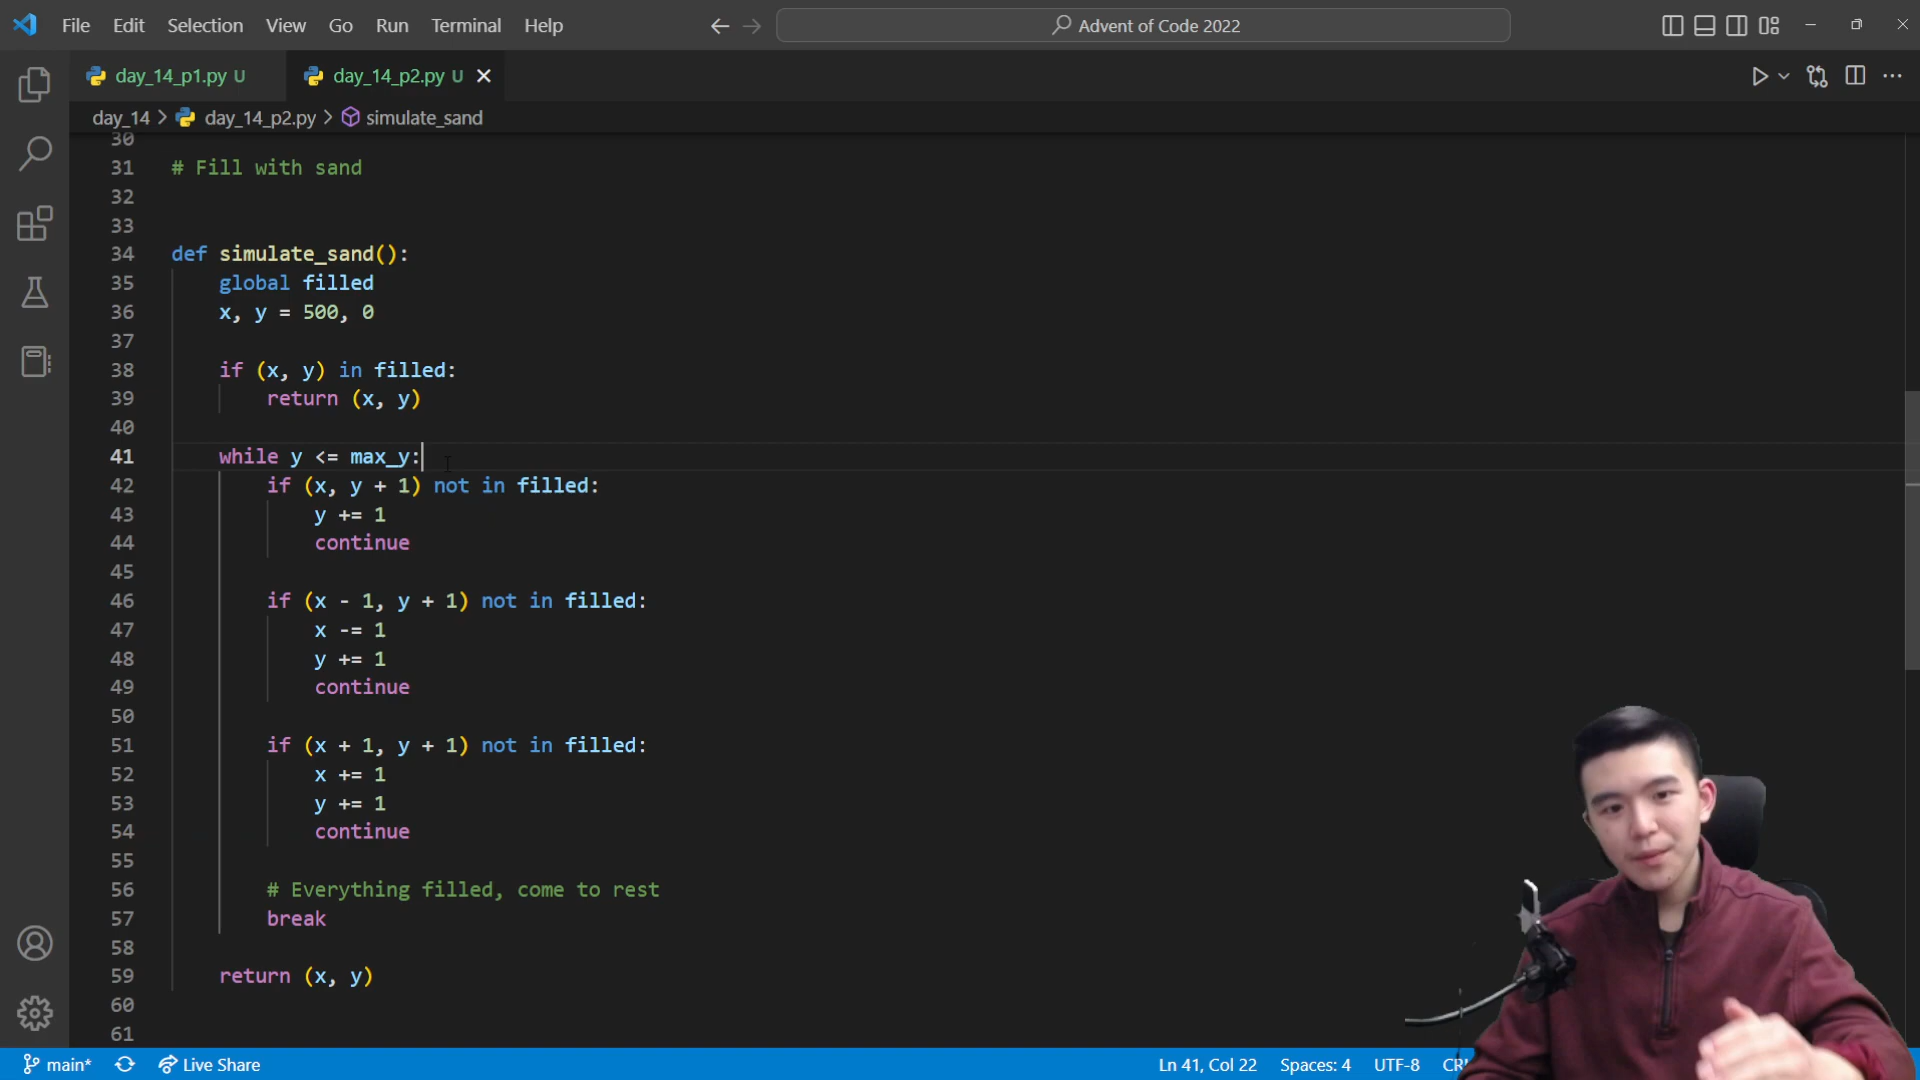 File Edit Selection View Go Run Terminal Help
Advent of Code 2022
day_14_p1.py U
day_14_p2.py U
day_14 > day_14_p2.py > simulate_sand
30
31 # Fill with sand
32
33
34 def simulate_sand():
35 global filled
36 x, y = 500, 0
37
38 if (x, y) in filled:
39 return (x, y)
40
41 while y <= max_y:
42 if (x, y + 1) not in filled:
43 y += 1
44 continue
45
46 if (x - 1, y + 1) not in filled:
47 x -= 1
48 y += 1
49 continue
50
51 if (x + 1, y + 1) not in filled:
52 x += 1
53 y += 1
54 continue
55
56 # Everything filled, come to rest
57 break
58
59 return (x, y)
60
61
main* Live Share Ln 41, Col 22 Spaces: 4 UTF-8